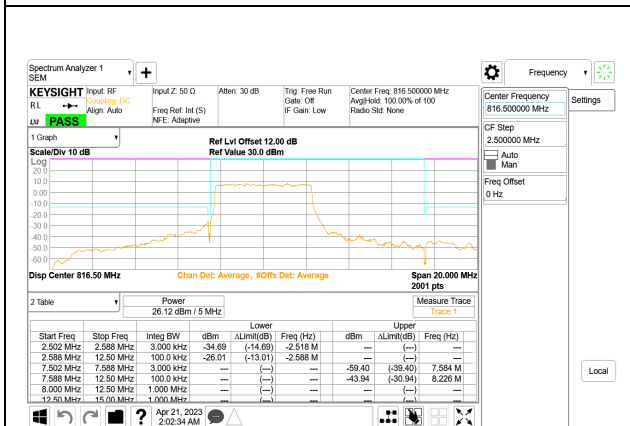 Spectrum Analyzer 1
SEM
+
Frequency
KEYSIGHT
RL
LXI PASS
Input: RF
Coupling: DC
Align: Auto
Input Z: 50 Ω
Freq Ref: Int (S)
NFE: Adaptive
Atten: 30 dB
Trig: Free Run
Gate: Off
IF Gain: Low
Center Freq: 816.500000 MHz
Avg|Hold: 100.00% of 100
Radio Std: None
Center Frequency
816.500000 MHz
Settings
CF Step
2.500000 MHz
Auto
Man
Freq Offset
0 Hz
Local
1 Graph
Scale/Div 10 dB
Ref Lvl Offset 12.00 dB
Ref Value 30.0 dBm
Log
20.0
10.0
0.00
-10.0
-20.0
-30.0
-40.0
-50.0
-60.0
Disp Center 816.50 MHz
Chan Det: Average , #Offs Det: Average
Span 20.000 MHz
2001 pts
2 Table
Power
26.12 dBm / 5 MHz
Measure Trace
Trace 1
Lower Upper
Start Freq Stop Freq Integ BW dBm ΔLimit(dB) Freq (Hz) dBm ΔLimit(dB) Freq (Hz)
2.502 MHz 2.588 MHz 3.000 kHz -34.69 (-14.69) -2.518 M --- (---) ---
2.588 MHz 12.50 MHz 100.0 kHz -26.01 (-13.01) -2.588 M --- (---) ---
7.502 MHz 7.588 MHz 3.000 kHz --- (---) --- -59.40 (-39.40) 7.584 M
7.588 MHz 12.50 MHz 100.0 kHz --- (---) --- -43.94 (-30.94) 8.226 M
8.000 MHz 12.50 MHz 1.000 MHz --- (---) --- --- (---) ---
12.50 MHz 15.00 MHz 1.000 MHz --- (---) --- --- (---) ---
? Apr 21, 2023
2:02:34 AM